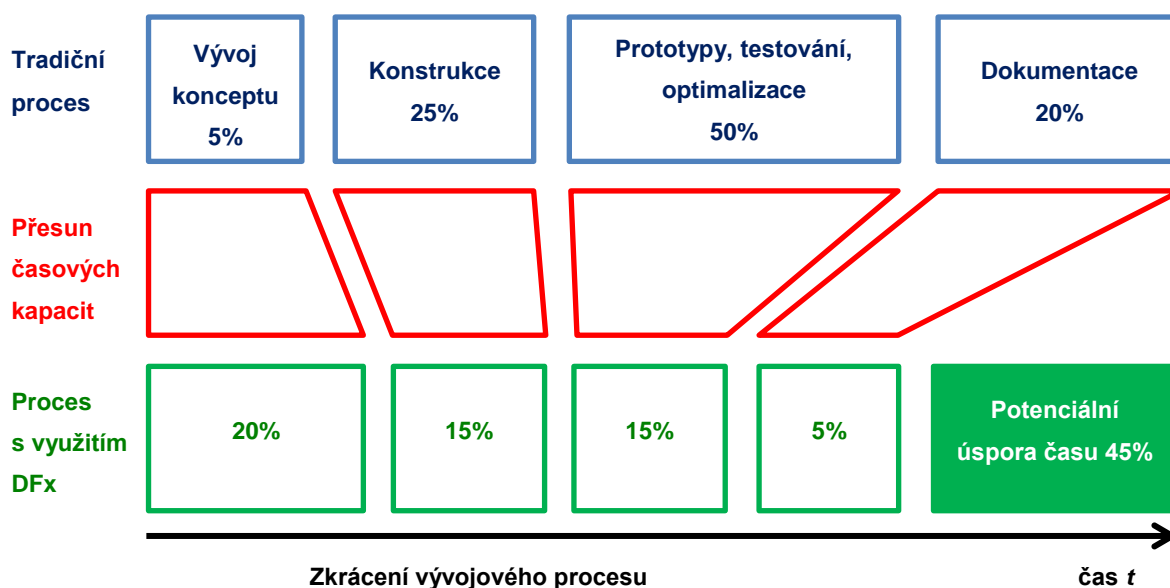 Tradiční
proces
Vývoj
konceptu
5%
Konstrukce
25%
Prototypy, testování,
optimalizace
50%
Dokumentace
20%
Přesun
časových
kapacit
Proces
s využitím
DFx
20%
15%
15%
5%
Potenciální
úspora času 45%
Zkrácení vývojového procesu
čas t